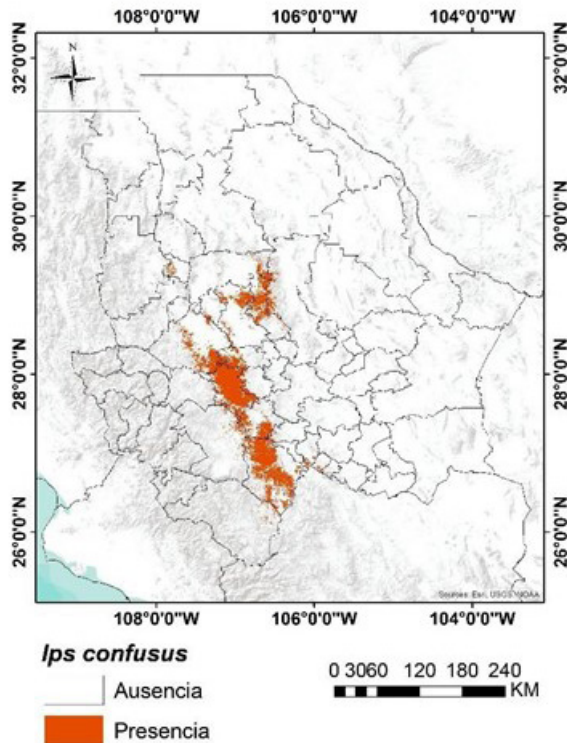 108°0'0"W 106°0'0"W 104°0'0"W
N
32°0'0"N 32°0'0"N
30°0'0"N 30°0'0"N
28°0'0"N 28°0'0"N
26°0'0"N 26°0'0"N
Sources: Esri, USGS, NOAA
108°0'0"W 106°0'0"W 104°0'0"W
Ips confusus
Ausencia
Presencia
0 30 60 120 180 240
KM